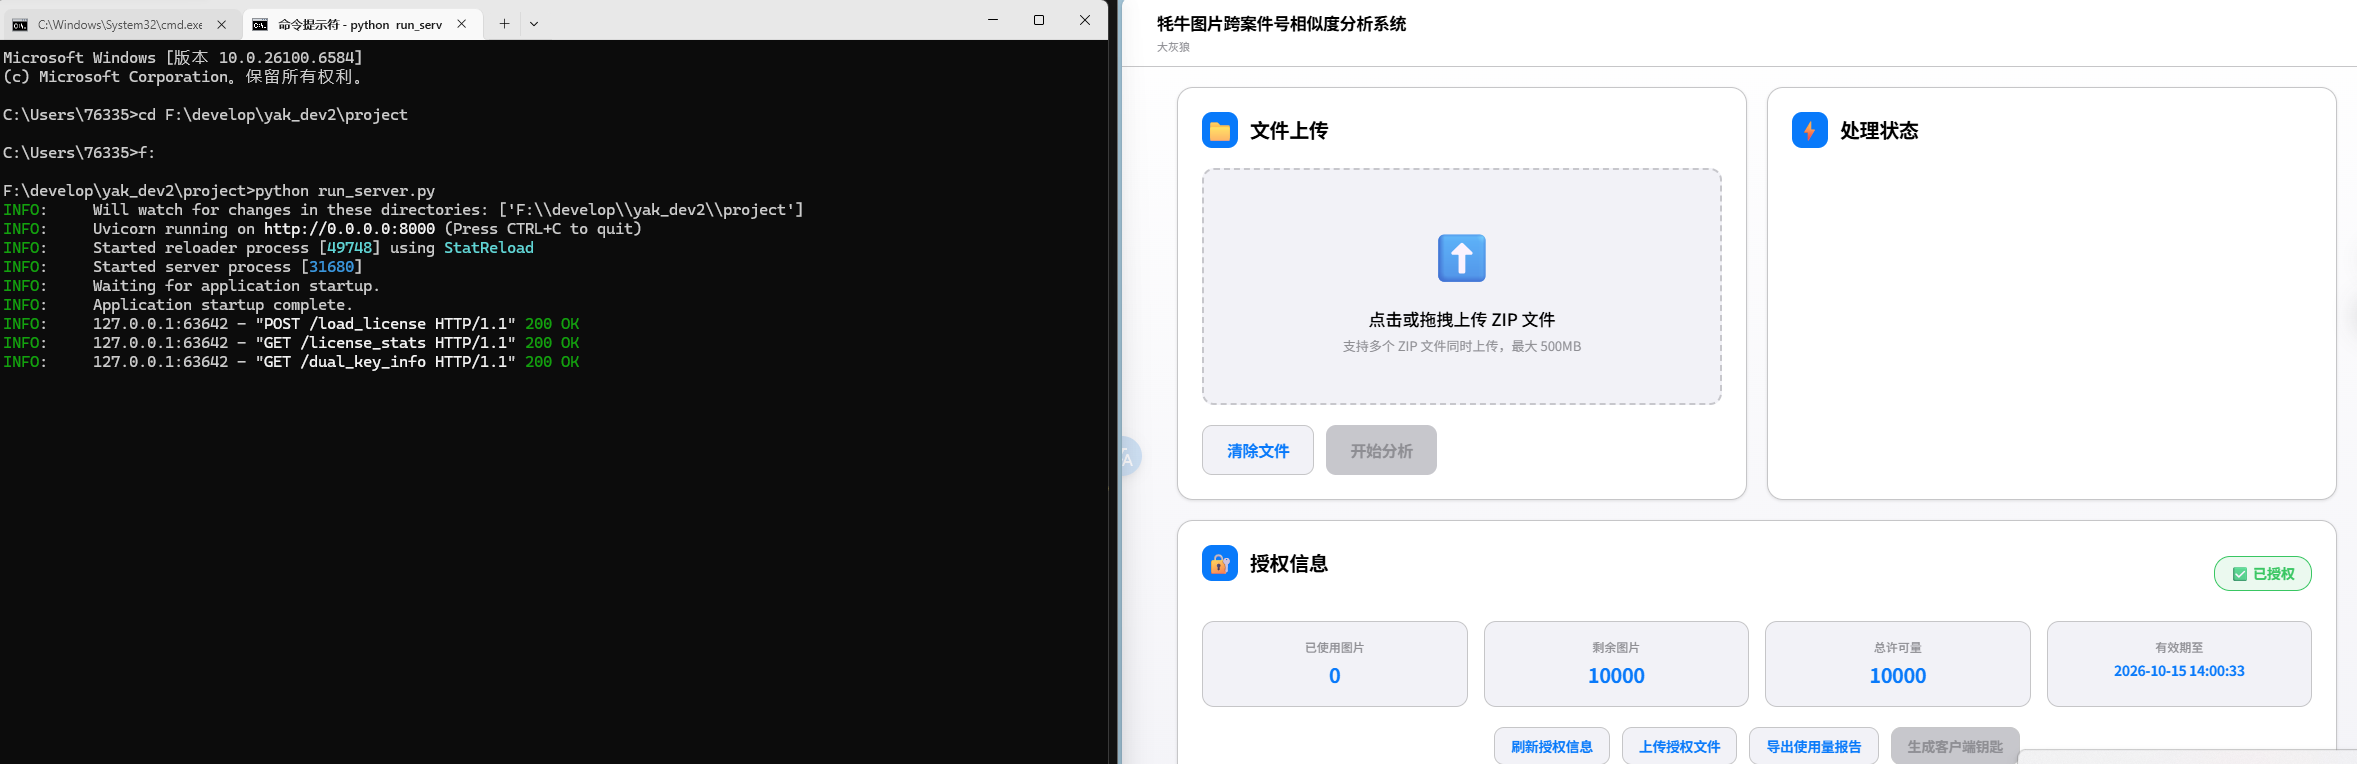 C:\Windows\System32\cmd.exe
命令提示符 - python run_serv
Microsoft Windows [版本 10.0.26100.6584]
(c) Microsoft Corporation。保留所有权利。
C:\Users\76335>cd F:\develop\yak_dev2\project
C:\Users\76335>f:
F:\develop\yak_dev2\project>python run_server.py
INFO:     Will watch for changes in these directories: ['F:\\develop\\yak_dev2\\project']
INFO:     Uvicorn running on http://0.0.0.0:8000 (Press CTRL+C to quit)
INFO:     Started reloader process [49748] using StatReload
INFO:     Started server process [31680]
INFO:     Waiting for application startup.
INFO:     Application startup complete.
INFO:     127.0.0.1:63642 - "POST /load_license HTTP/1.1" 200 OK
INFO:     127.0.0.1:63642 - "GET /license_stats HTTP/1.1" 200 OK
INFO:     127.0.0.1:63642 - "GET /dual_key_info HTTP/1.1" 200 OK
牦牛图片跨案件号相似度分析系统
大灰狼
文件上传
点击或拖拽上传 ZIP 文件
支持多个 ZIP 文件同时上传，最大 500MB
清除文件
开始分析
处理状态
授权信息
已授权
已使用图片
0
剩余图片
10000
总许可量
10000
有效期至
2026-10-15 14:00:33
刷新授权信息
上传授权文件
导出使用量报告
生成客户端钥匙